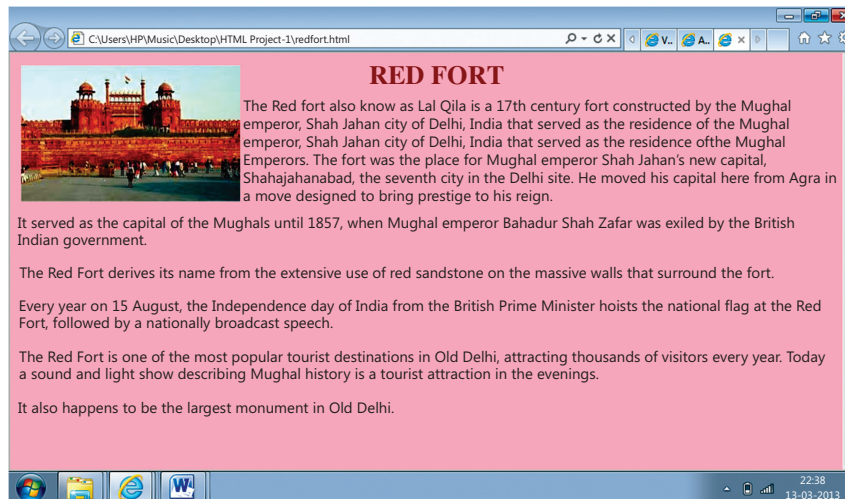 C:\Users\HP\Music\Desktop\HTML Project-1\redfort.html
V..
A..
RED FORT
The Red fort also know as Lal Qila is a 17th century fort constructed by the Mughal
emperor, Shah Jahan city of Delhi, India that served as the residence of the Mughal
emperor, Shah Jahan city of Delhi, India that served as the residence ofthe Mughal
Emperors. The fort was the place for Mughal emperor Shah Jahan's new capital,
Shahajahanabad, the seventh city in the Delhi site. He moved his capital here from Agra in
a move designed to bring prestige to his reign.
It served as the capital of the Mughals until 1857, when Mughal emperor Bahadur Shah Zafar was exiled by the British
Indian government.
The Red Fort derives its name from the extensive use of red sandstone on the massive walls that surround the fort.
Every year on 15 August, the Independence day of India from the British Prime Minister hoists the national flag at the Red
Fort, followed by a nationally broadcast speech.
The Red Fort is one of the most popular tourist destinations in Old Delhi, attracting thousands of visitors every year. Today
a sound and light show describing Mughal history is a tourist attraction in the evenings.
It also happens to be the largest monument in Old Delhi.
22:38
13-03-2013